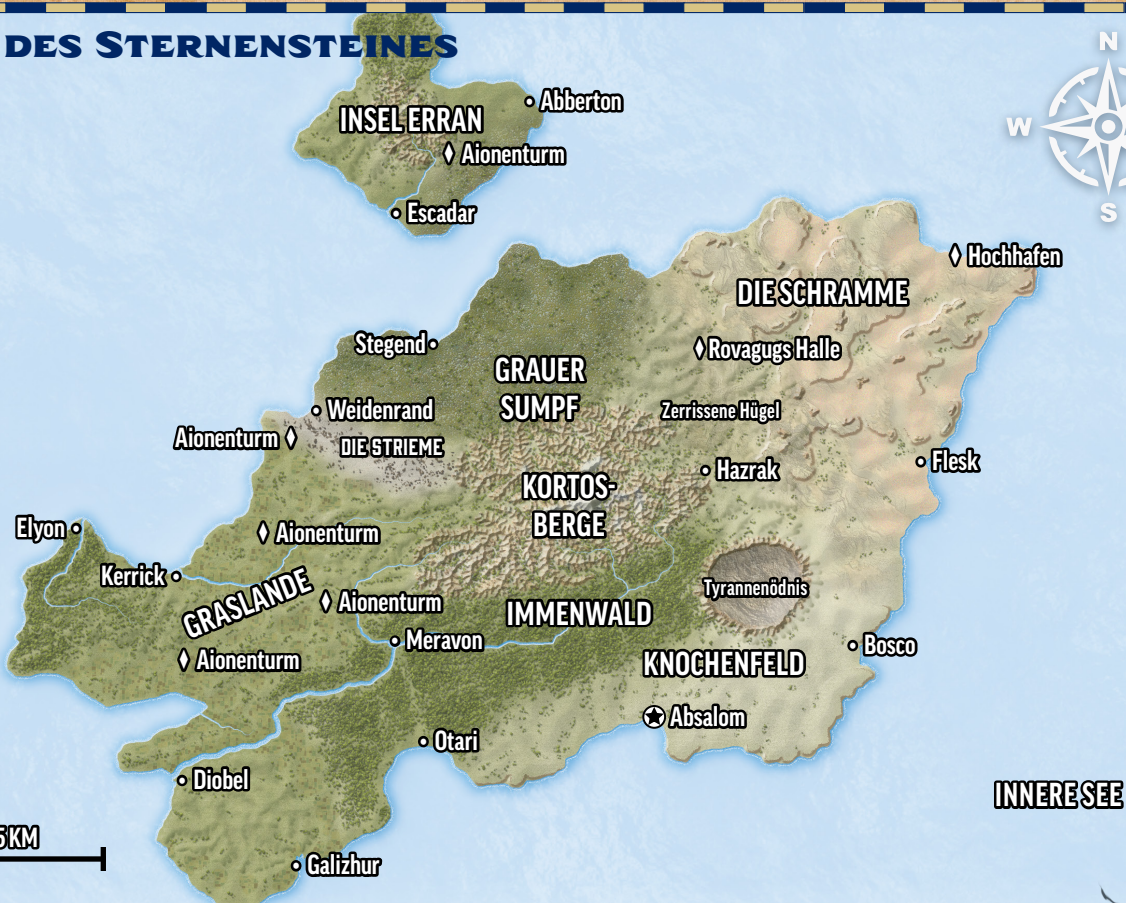 DES STERNENSTEINES
N
Abberton
INSEL ERRAN
W
Aionenturm
Escadar
S
Hochhafen
DIE SCHRAMME
Stegend
Rovagugs Halle
GRAUER
SUMPF
Weidenrand
Zerrissene Hügel
Aionenturm
DIE STRIEME
Flesk
Hazrak
KORTOS-
BERGE
Elyon
Aionenturm
Kerrick
Tyrannenödnis
GRASLANDE
Aionenturm
IMMENWALD
Meravon
Bosco
Aionenturm
KNOCHENFELD
Absalom
Otari
Diobel
INNERE SEE
5 KM
Galizhur